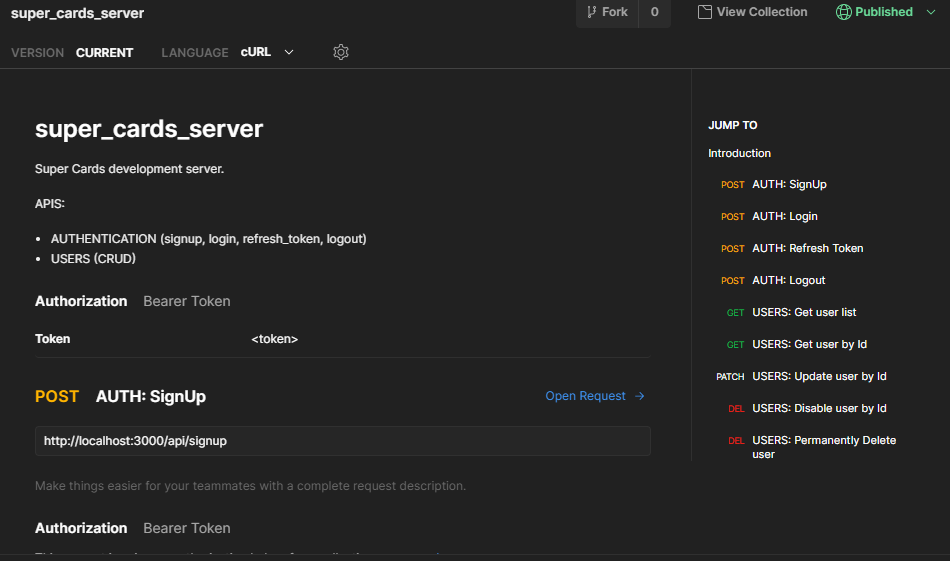 super_cards_server
Fork 0 View Collection Published
VERSION CURRENT LANGUAGE cURL
super_cards_server
Super Cards development server.
APIS:
• AUTHENTICATION (signup, login, refresh_token, logout)
• USERS (CRUD)
Authorization Bearer Token
Token <token>
POST AUTH: SignUp Open Request →
http://localhost:3000/api/signup
Make things easier for your teammates with a complete request description.
Authorization Bearer Token
JUMP TO
Introduction
POST AUTH: SignUp
POST AUTH: Login
POST AUTH: Refresh Token
POST AUTH: Logout
GET USERS: Get user list
GET USERS: Get user by Id
PATCH USERS: Update user by Id
DEL USERS: Disable user by Id
DEL USERS: Permanently Delete
user